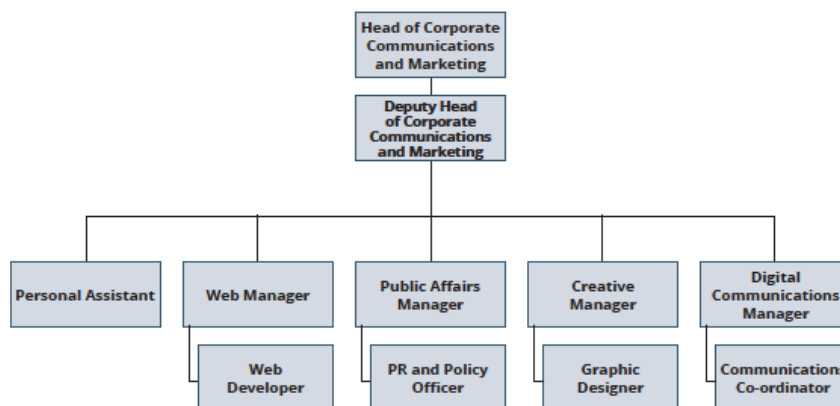 Head of Corporate
Communications
and Marketing
Deputy Head
of Corporate
Communications
and Marketing
Personal Assistant
Web Manager
Public Affairs
Manager
Creative
Manager
Digital
Communications
Manager
Web
Developer
PR and Policy
Officer
Graphic
Designer
Communications
Co-ordinator